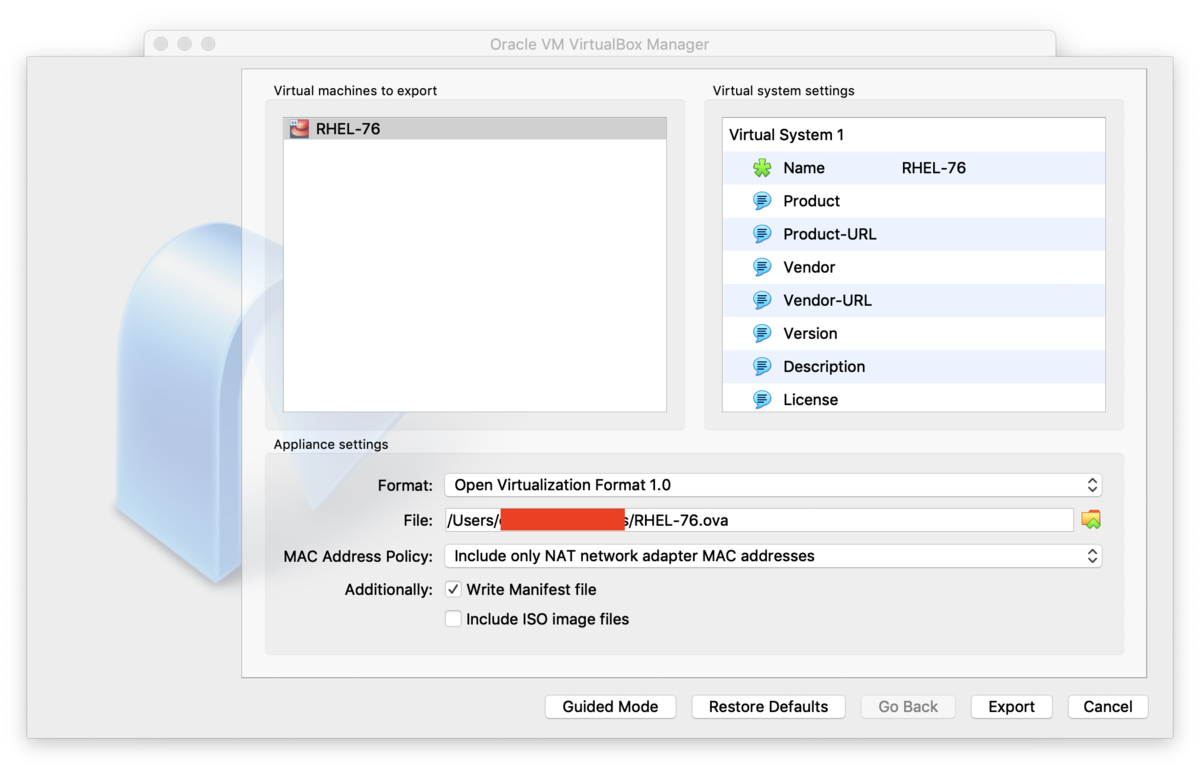 Oracle VM VirtualBox Manager
Virtual machines to export
RHEL-76
Virtual system settings
Virtual System 1
Name RHEL-76
Product
Product-URL
Vendor
Vendor-URL
Version
Description
License
Appliance settings
Format: Open Virtualization Format 1.0
File: /Users/ s/RHEL-76.ova
MAC Address Policy: Include only NAT network adapter MAC addresses
Additionally: Write Manifest file
Include ISO image files
Guided Mode Restore Defaults Go Back Export Cancel